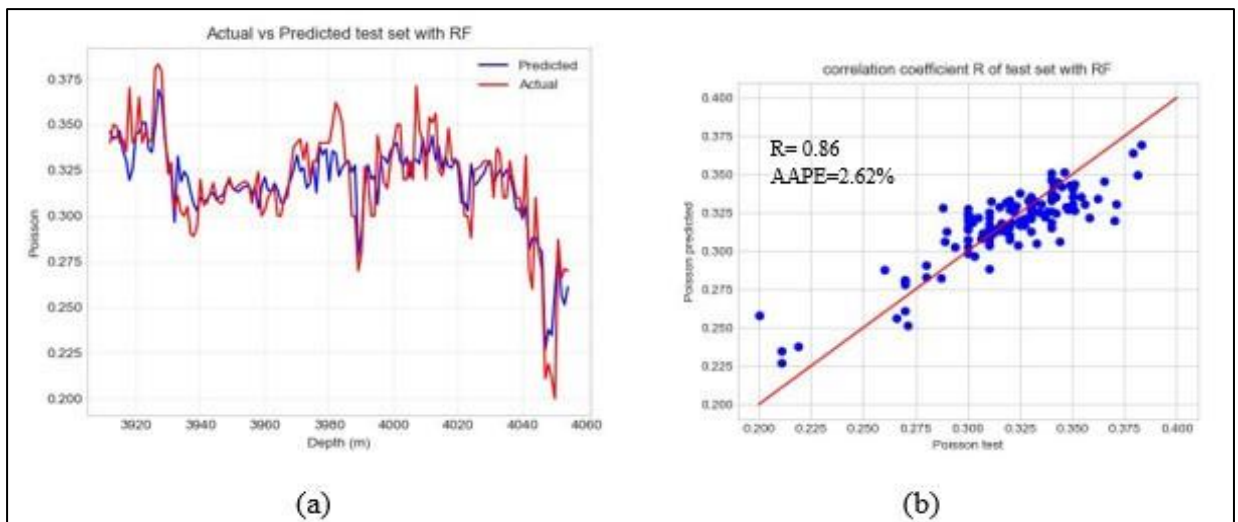 Actual vs Predicted test set with RF
Predicted
Actual
Poisson
0.375
0.350
0.325
0.300
0.275
0.250
0.225
0.200
3920 3940 3960 3980 4000 4020 4040 4060
Depth (m)
(a)
correlation coefficient R of test set with RF
R= 0.86
AAPE=2.62%
Poisson predicted
0.400
0.375
0.350
0.325
0.300
0.275
0.250
0.225
0.200
0.200 0.225 0.250 0.275 0.300 0.325 0.350 0.375 0.400
Poisson test
(b)